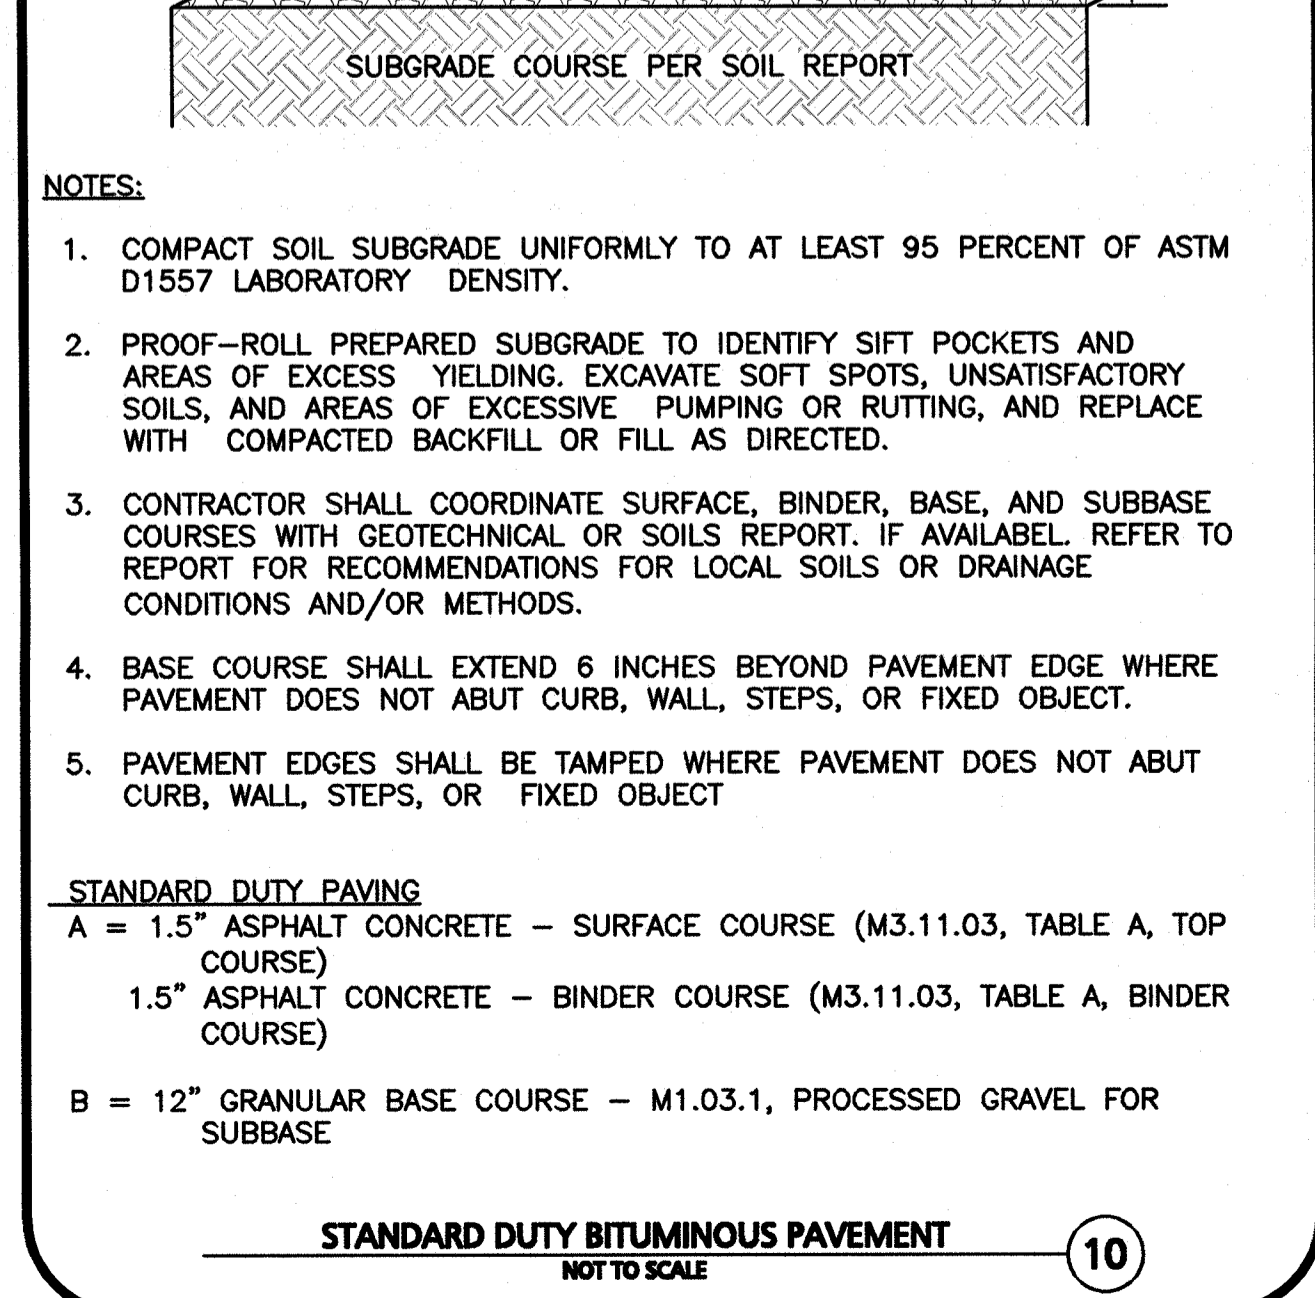 SUBGRADE COURSE PER SOIL REPORT
NOTES:
1. COMPACT SOIL SUBGRADE UNIFORMLY TO AT LEAST 95 PERCENT OF ASTM
D1557 LABORATORY DENSITY.
2. PROOF-ROLL PREPARED SUBGRADE TO IDENTIFY SIFT POCKETS AND
AREAS OF EXCESS YIELDING. EXCAVATE SOFT SPOTS, UNSATISFACTORY
SOILS, AND AREAS OF EXCESSIVE PUMPING OR RUTTING, AND REPLACE
WITH COMPACTED BACKFILL OR FILL AS DIRECTED.
3. CONTRACTOR SHALL COORDINATE SURFACE, BINDER, BASE, AND SUBBASE
COURSES WITH GEOTECHNICAL OR SOILS REPORT. IF AVAILABEL. REFER TO
REPORT FOR RECOMMENDATIONS FOR LOCAL SOILS OR DRAINAGE
CONDITIONS AND/OR METHODS.
4. BASE COURSE SHALL EXTEND 6 INCHES BEYOND PAVEMENT EDGE WHERE
PAVEMENT DOES NOT ABUT CURB, WALL, STEPS, OR FIXED OBJECT.
5. PAVEMENT EDGES SHALL BE TAMPED WHERE PAVEMENT DOES NOT ABUT
CURB, WALL, STEPS, OR FIXED OBJECT
STANDARD DUTY PAVING
A = 1.5" ASPHALT CONCRETE – SURFACE COURSE (M3.11.03, TABLE A, TOP
COURSE)
1.5" ASPHALT CONCRETE – BINDER COURSE (M3.11.03, TABLE A, BINDER
COURSE)
B = 12" GRANULAR BASE COURSE – M1.03.1, PROCESSED GRAVEL FOR
SUBBASE
STANDARD DUTY BITUMINOUS PAVEMENT
10
NOT TO SCALE